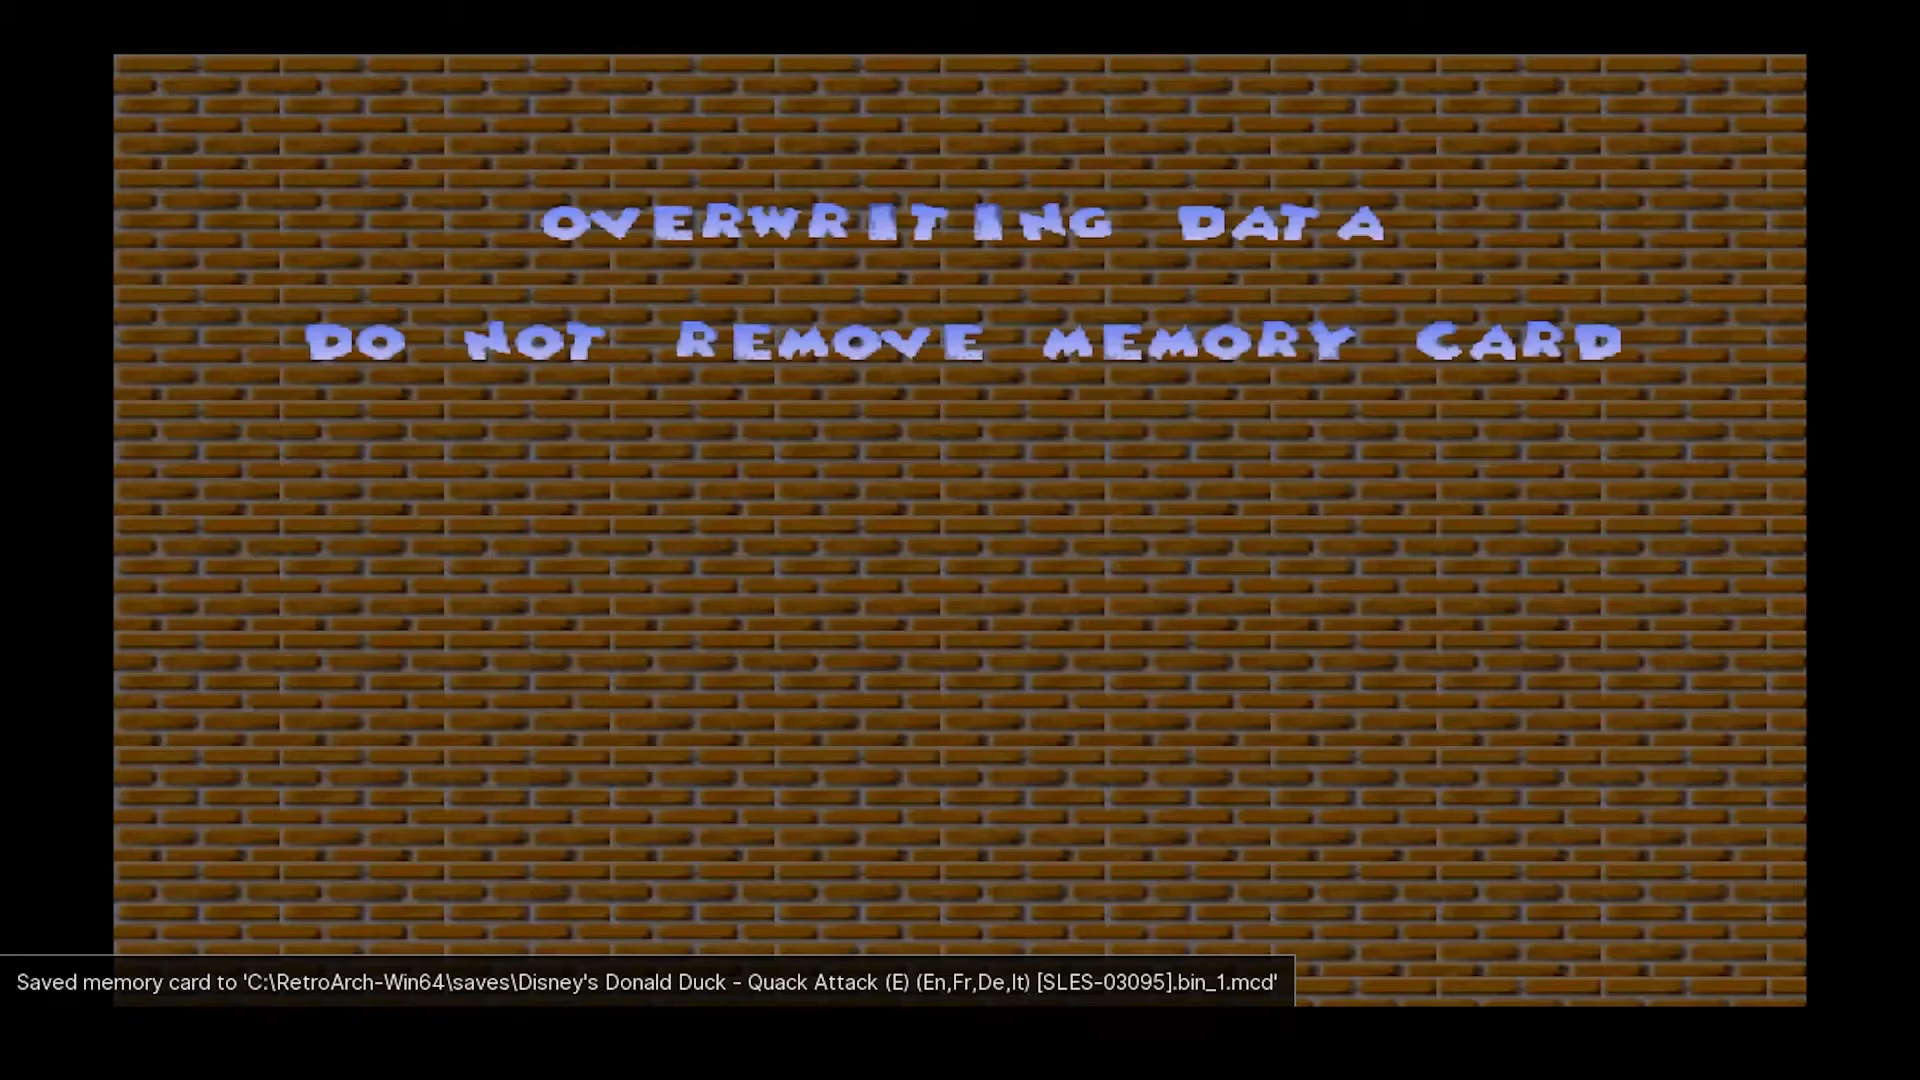 OVERWRITING DATA
DO NOT REMOVE MEMORY CARD
Saved memory card to 'C:\RetroArch-Win64\saves\Disney's Donald Duck - Quack Attack (E) (En,Fr,De,It) [SLES-03095].bin_1.mcd'